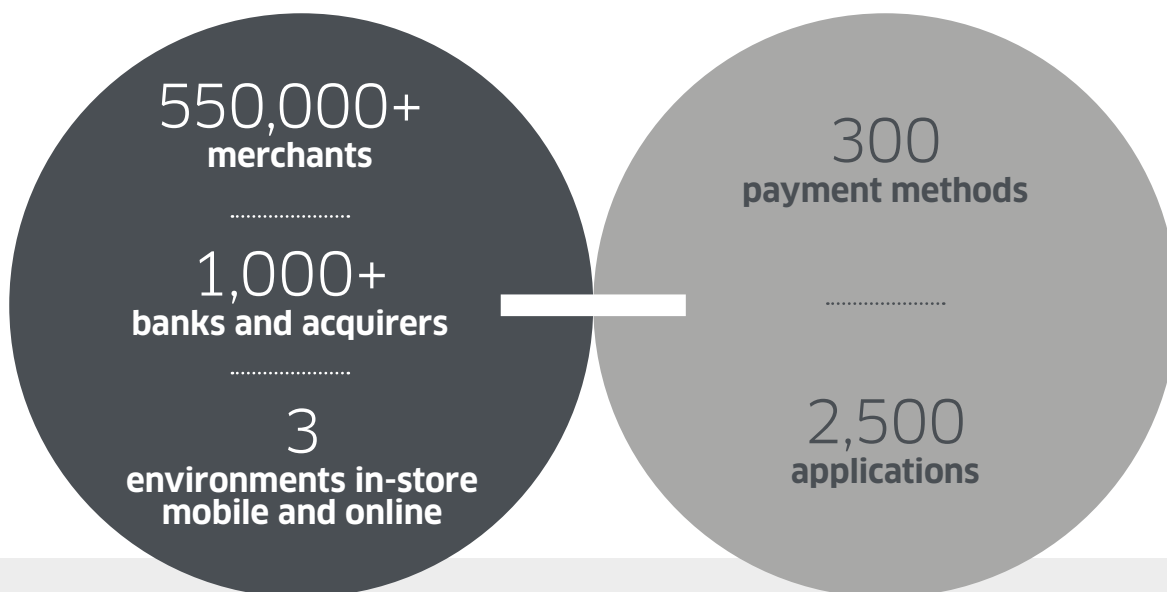 550,000+
merchants
1,000+
banks and acquirers
3
environments in-store
mobile and online
300
payment methods
2,500
applications